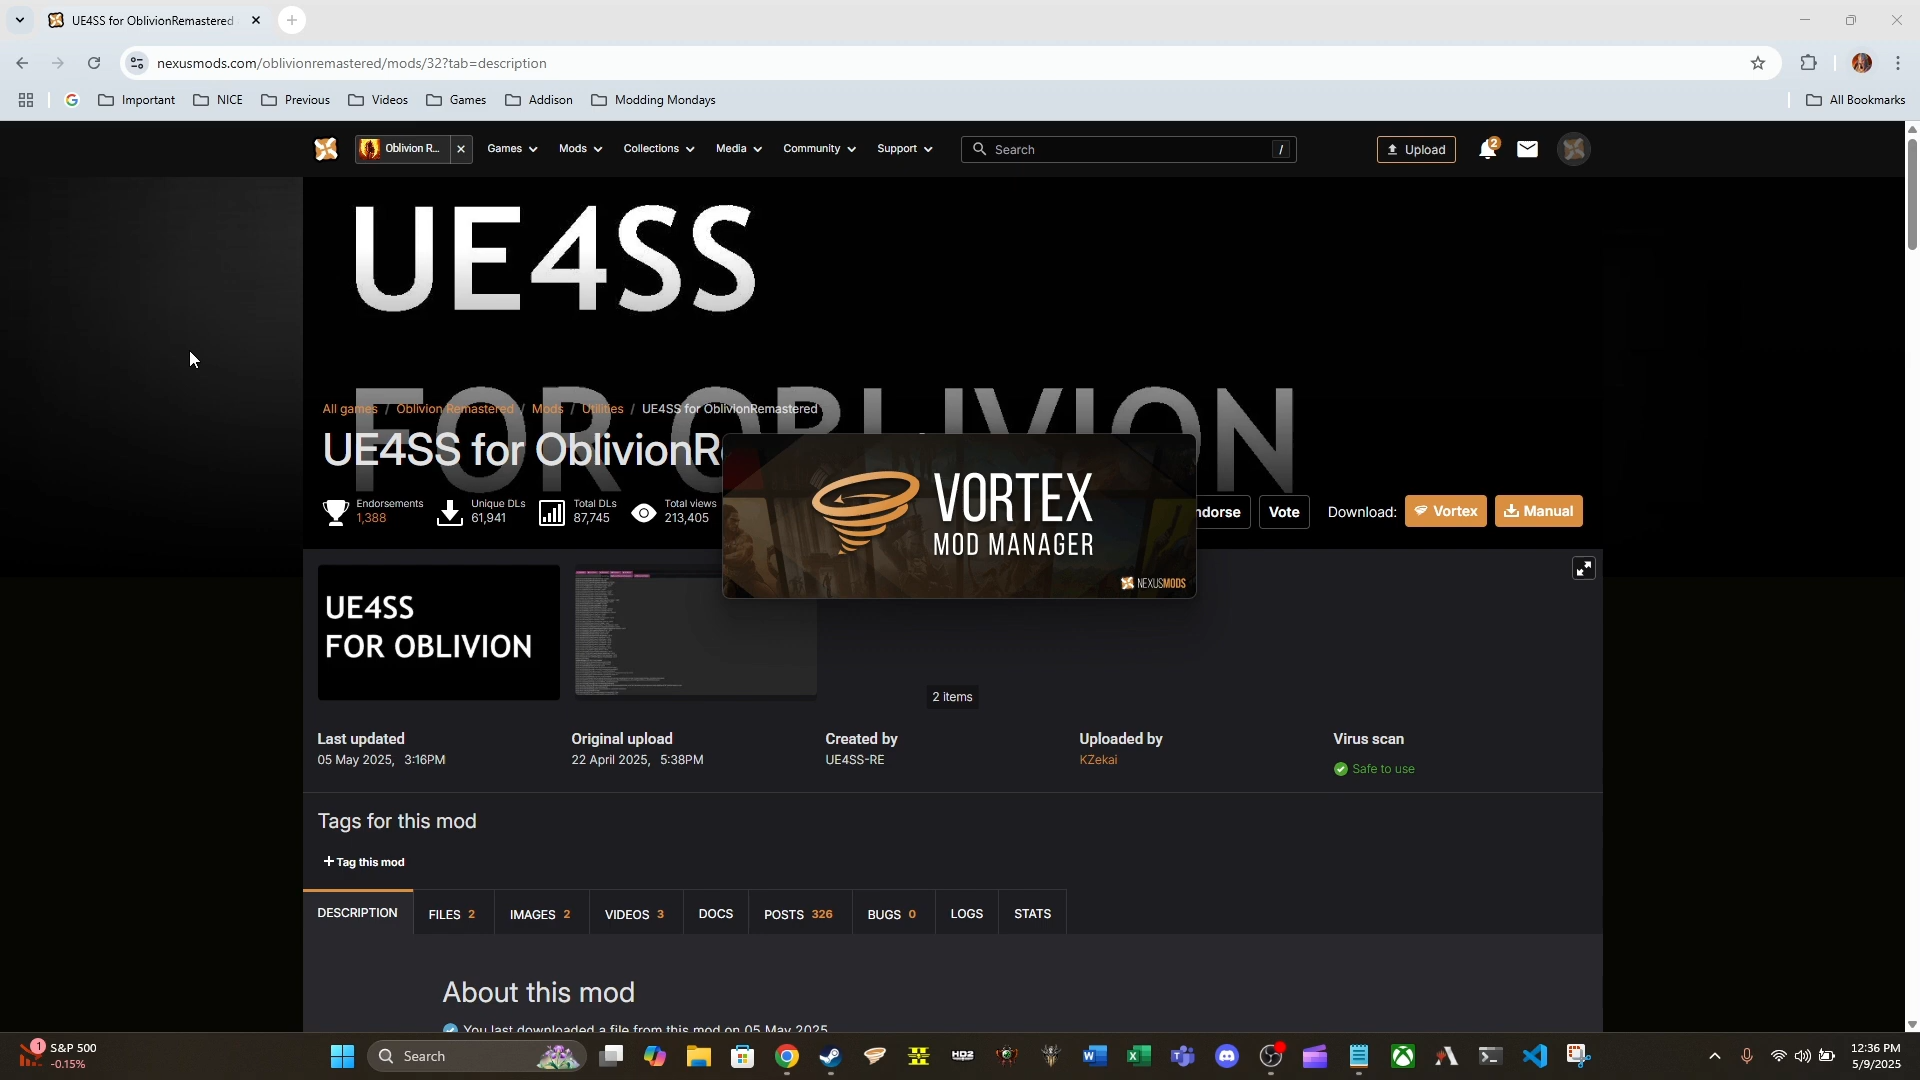 UE4SS for OblivionRemastered
nexusmods.com/oblivionremastered/mods/32?tab=description
Important
NICE
Previous
Videos
Games
Addison
Modding Mondays
All Bookmarks
Oblivion R...
Games
Mods
Collections
Media
Community
Support
Search
/
Upload
2
UE4SS
FOR OBLIVION
All games / Oblivion Remastered / Mods / Utilities / UE4SS for OblivionRemastered
UE4SS for OblivionR
Endorsements
1,388
Unique DLs
61,941
Total DLs
87,745
Total views
213,405
VORTEX
MOD MANAGER
NEXUSMODS
ndorse
Vote
Download:
Vortex
Manual
UE4SS
FOR OBLIVION
2 items
Last updated
05 May 2025, 3:16PM
Original upload
22 April 2025, 5:38PM
Created by
UE4SS-RE
Uploaded by
KZekai
Virus scan
Safe to use
Tags for this mod
+ Tag this mod
DESCRIPTION
FILES 2
IMAGES 2
VIDEOS 3
DOCS
POSTS 326
BUGS 0
LOGS
STATS
About this mod
You last downloaded a file from this mod on 05 May 2025
1
S&P 500
-0.15%
Search
HD2
12:36 PM
5/9/2025